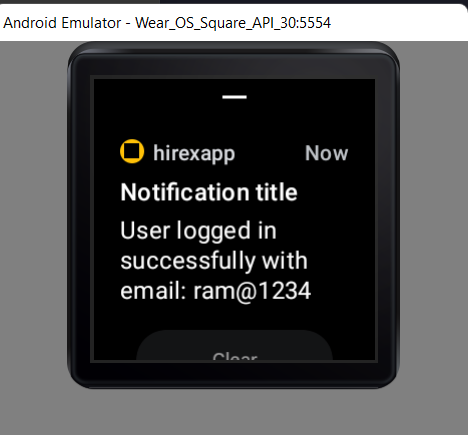 Android Emulator - Wear_OS_Square_API_30:5554
hirexapp Now
Notification title
User logged in
successfully with
email: ram@1234
Clear